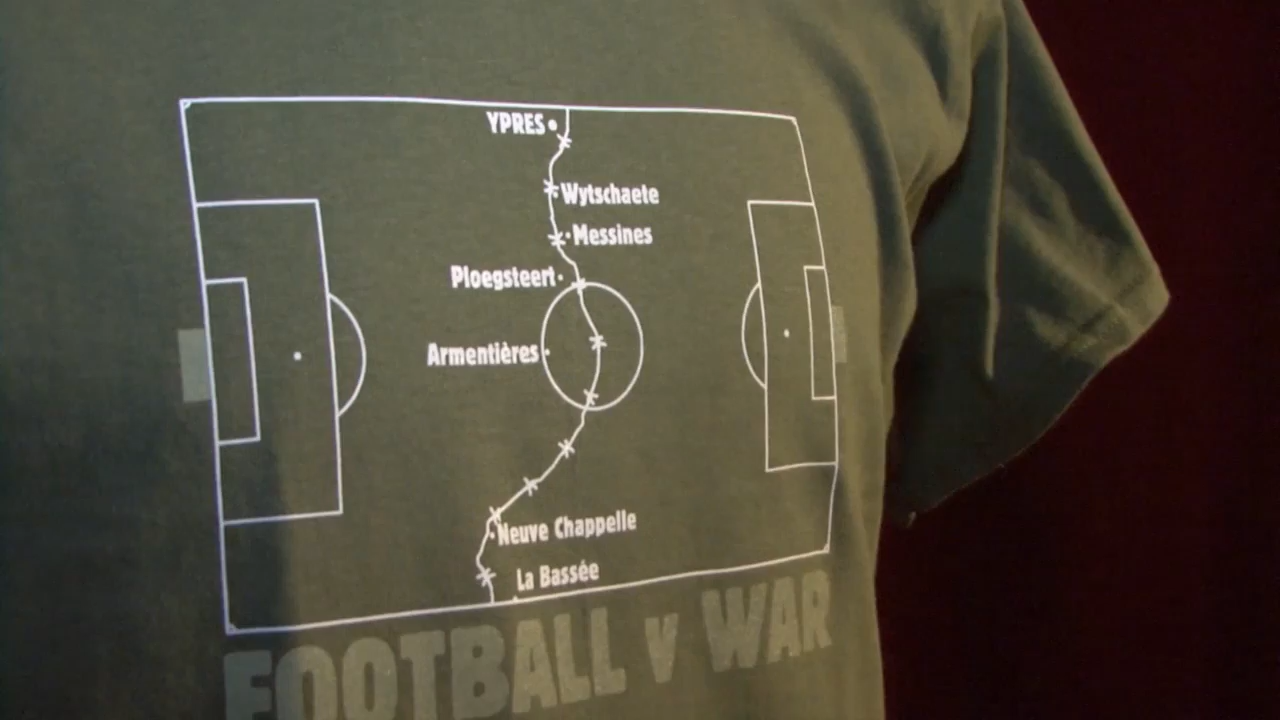 YPRES
Wytschaete
Messines
Ploegsteert
Armentières
Neuve Chappelle
La Bassée
FOOTBALL v WAR